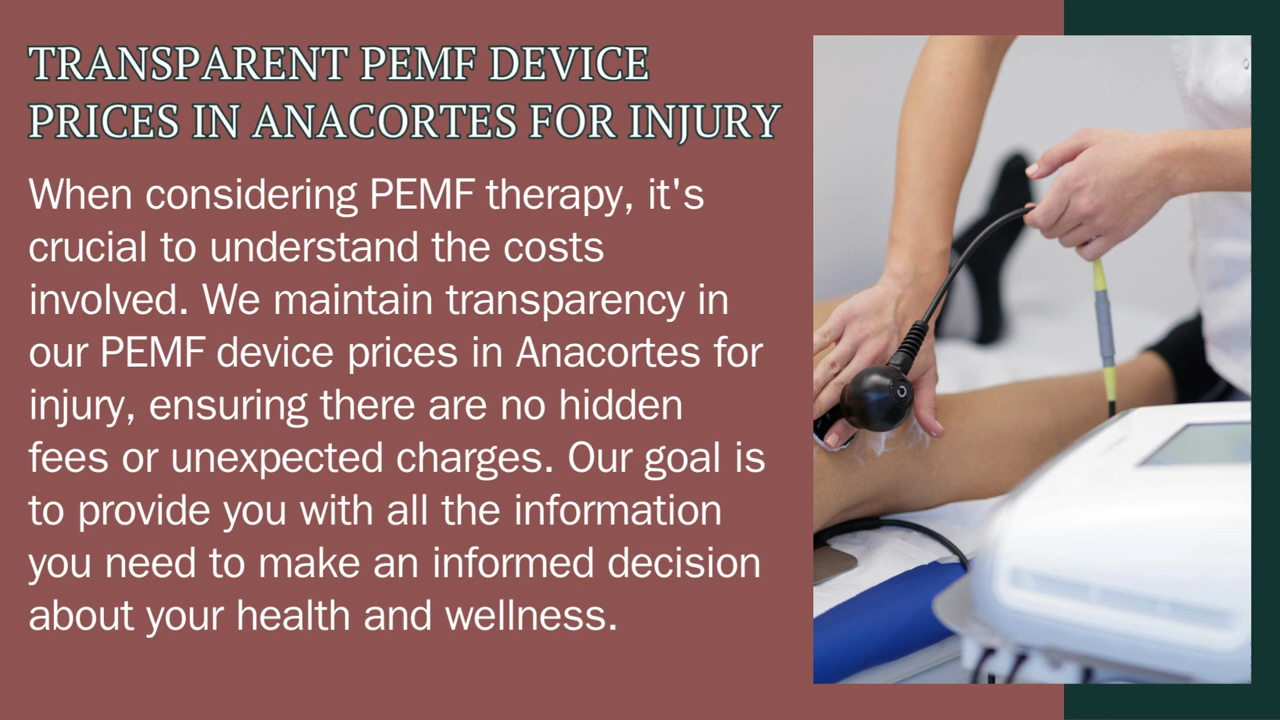 TRANSPARENT PEMF DEVICE
PRICES IN ANACORTES FOR INJURY
When considering PEMF therapy, it's
crucial to understand the costs
involved. We maintain transparency in
our PEMF device prices in Anacortes for
injury, ensuring there are no hidden
fees or unexpected charges. Our goal is
to provide you with all the information
you need to make an informed decision
about your health and wellness.